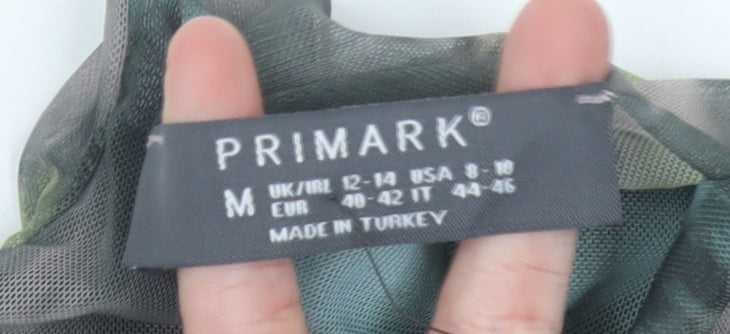 PRIMARK®
M UK/IRL 12-14 USA 8-10
EUR 40-42 IT 44-46
MADE IN TURKEY